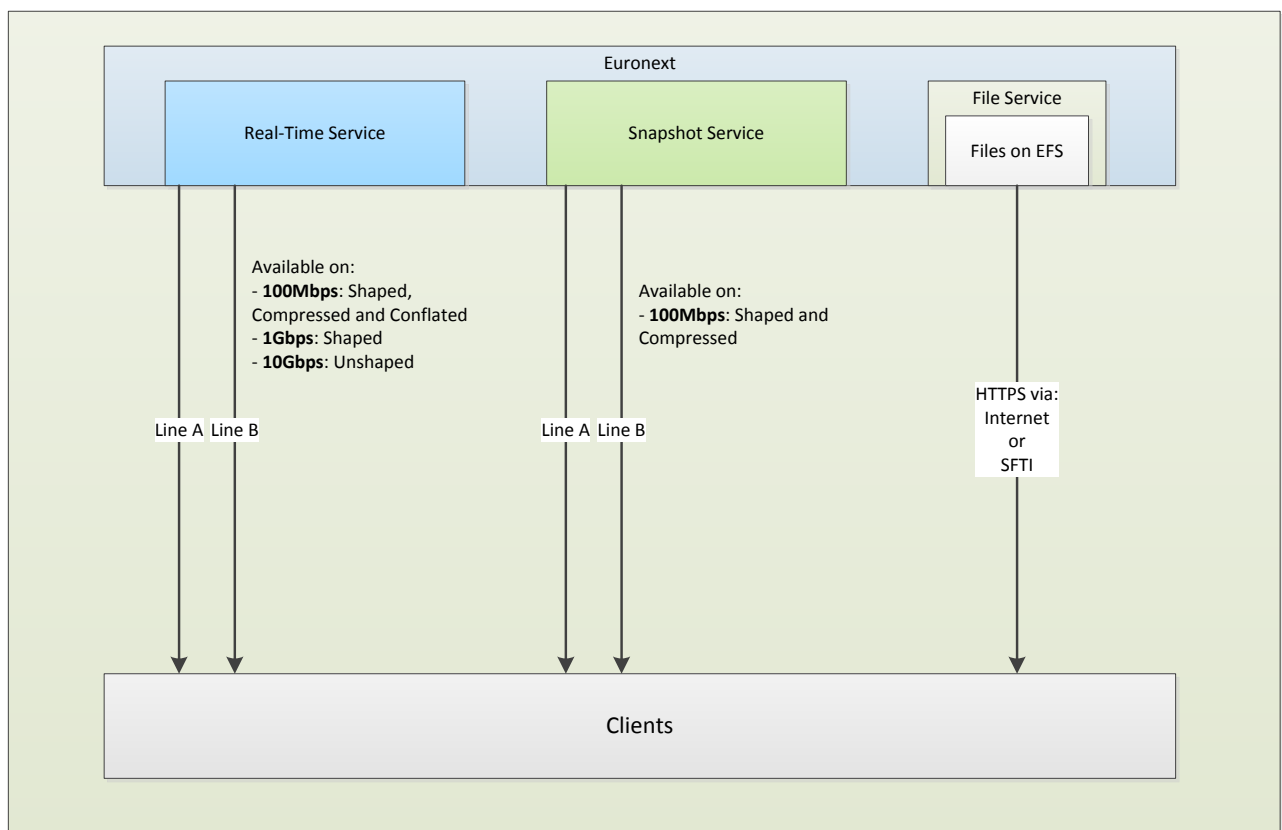 Euronext
Real-Time Service
Snapshot Service
File Service
Files on EFS
Available on:
- 100Mbps: Shaped,
Compressed and Conflated
- 1Gbps: Shaped
- 10Gbps: Unshaped
Available on:
- 100Mbps: Shaped and
Compressed
Line A
Line B
Line A
Line B
HTTPS via:
Internet
or
SFTI
Clients